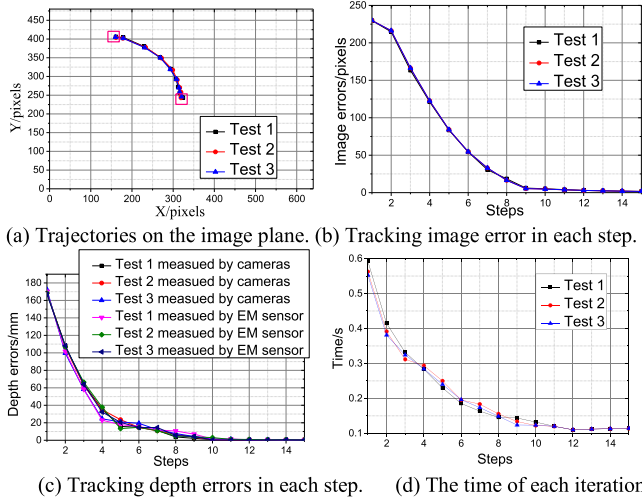 450
400
350
300
250
200
150
100
50
0
Y/pixels
0 100 200 300 400 500 600
X/pixels
Test 1
Test 2
Test 3
250
200
150
100
50
0
Image errors/pixels
2 4 6 8 10 12 14
Steps
Test 1
Test 2
Test 3
(a) Trajectories on the image plane. (b) Tracking image error in each step.
180
160
140
120
100
80
60
40
20
0
Depth errors/mm
2 4 6 8 10 12 14
Steps
Test 1 measued by cameras
Test 2 measued by cameras
Test 3 measued by cameras
Test 1 measued by EM sensor
Test 2 measued by EM sensor
Test 3 measued by EM sensor
0.6
0.5
0.4
0.3
0.2
0.1
Time/s
2 4 6 8 10 12 14
Steps
Test 1
Test 2
Test 3
(c) Tracking depth errors in each step. (d) The time of each iteration